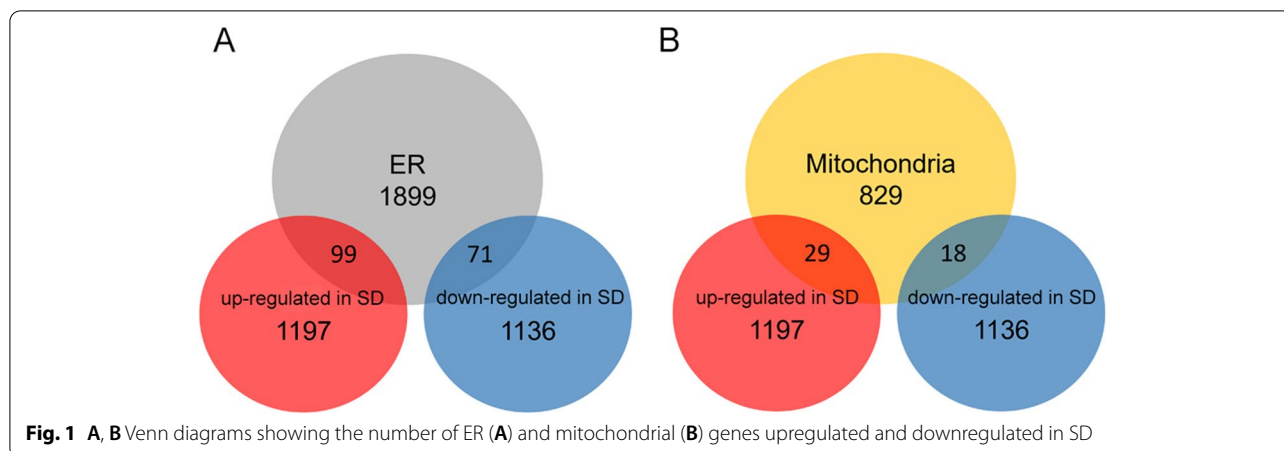 A
B
ER
1899
Mitochondria
829
99
71
29
18
up-regulated in SD
1197
down-regulated in SD
1136
up-regulated in SD
1197
down-regulated in SD
1136
Fig. 1 A, B Venn diagrams showing the number of ER (A) and mitochondrial (B) genes upregulated and downregulated in SD